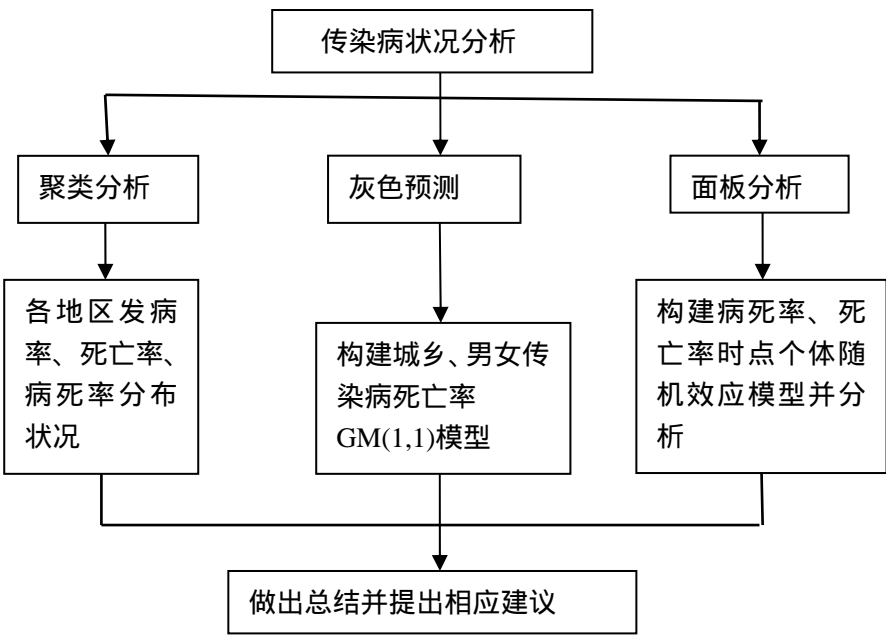 传染病状况分析
聚类分析
灰色预测
面板分析
各地区发病
率、死亡率、
病死率分布
状况
构建城乡、男女传
染病死亡率
GM(1,1)模型
构建病死率、死
亡率时点个体随
机效应模型并分
析
做出总结并提出相应建议